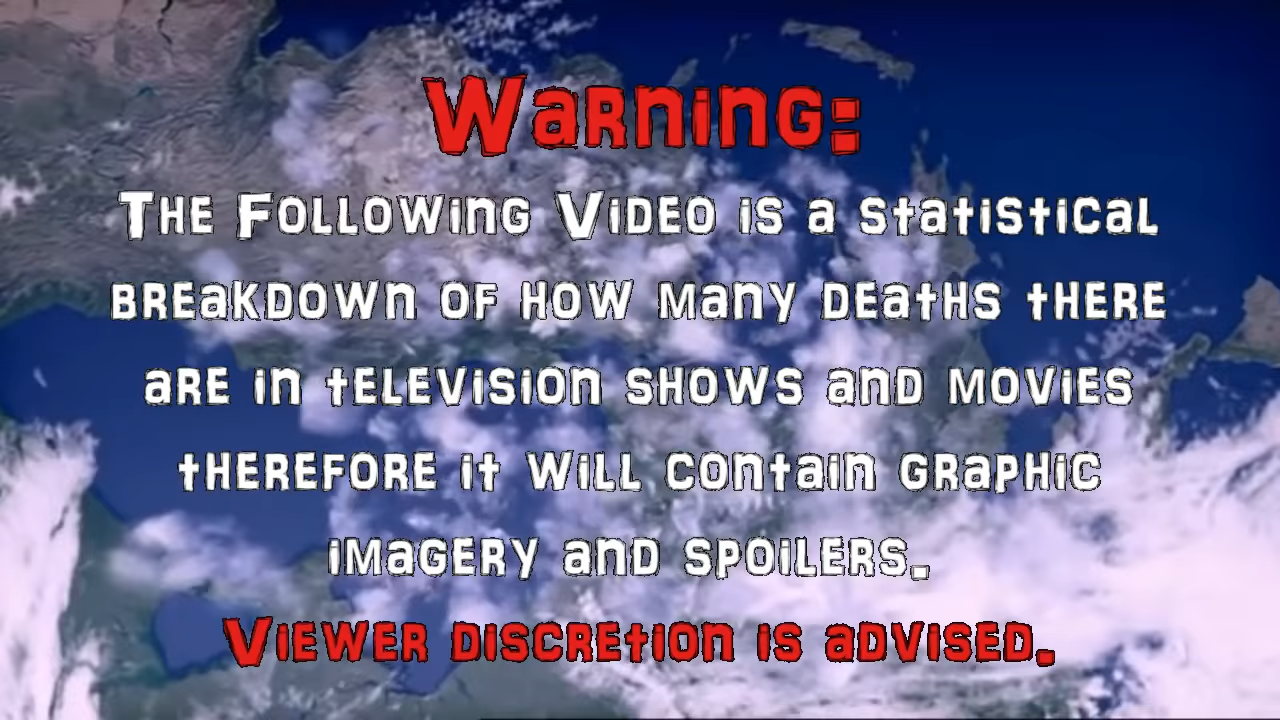 Warning:
The Following Video is a statistical
breakdown of how many deaths there
are in television shows and movies
therefore it will contain graphic
imagery and spoilers.
Viewer discretion is advised.